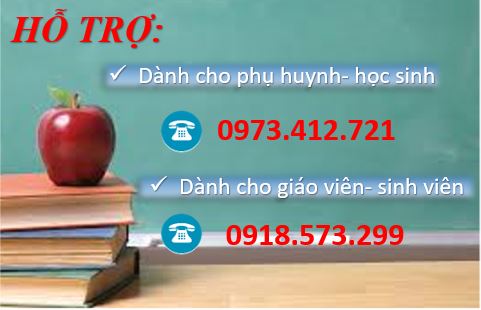 HỖ TRỢ:
✓ Dành cho phụ huynh- học sinh
0973.412.721
✓ Dành cho giáo viên- sinh viên
0918.573.299